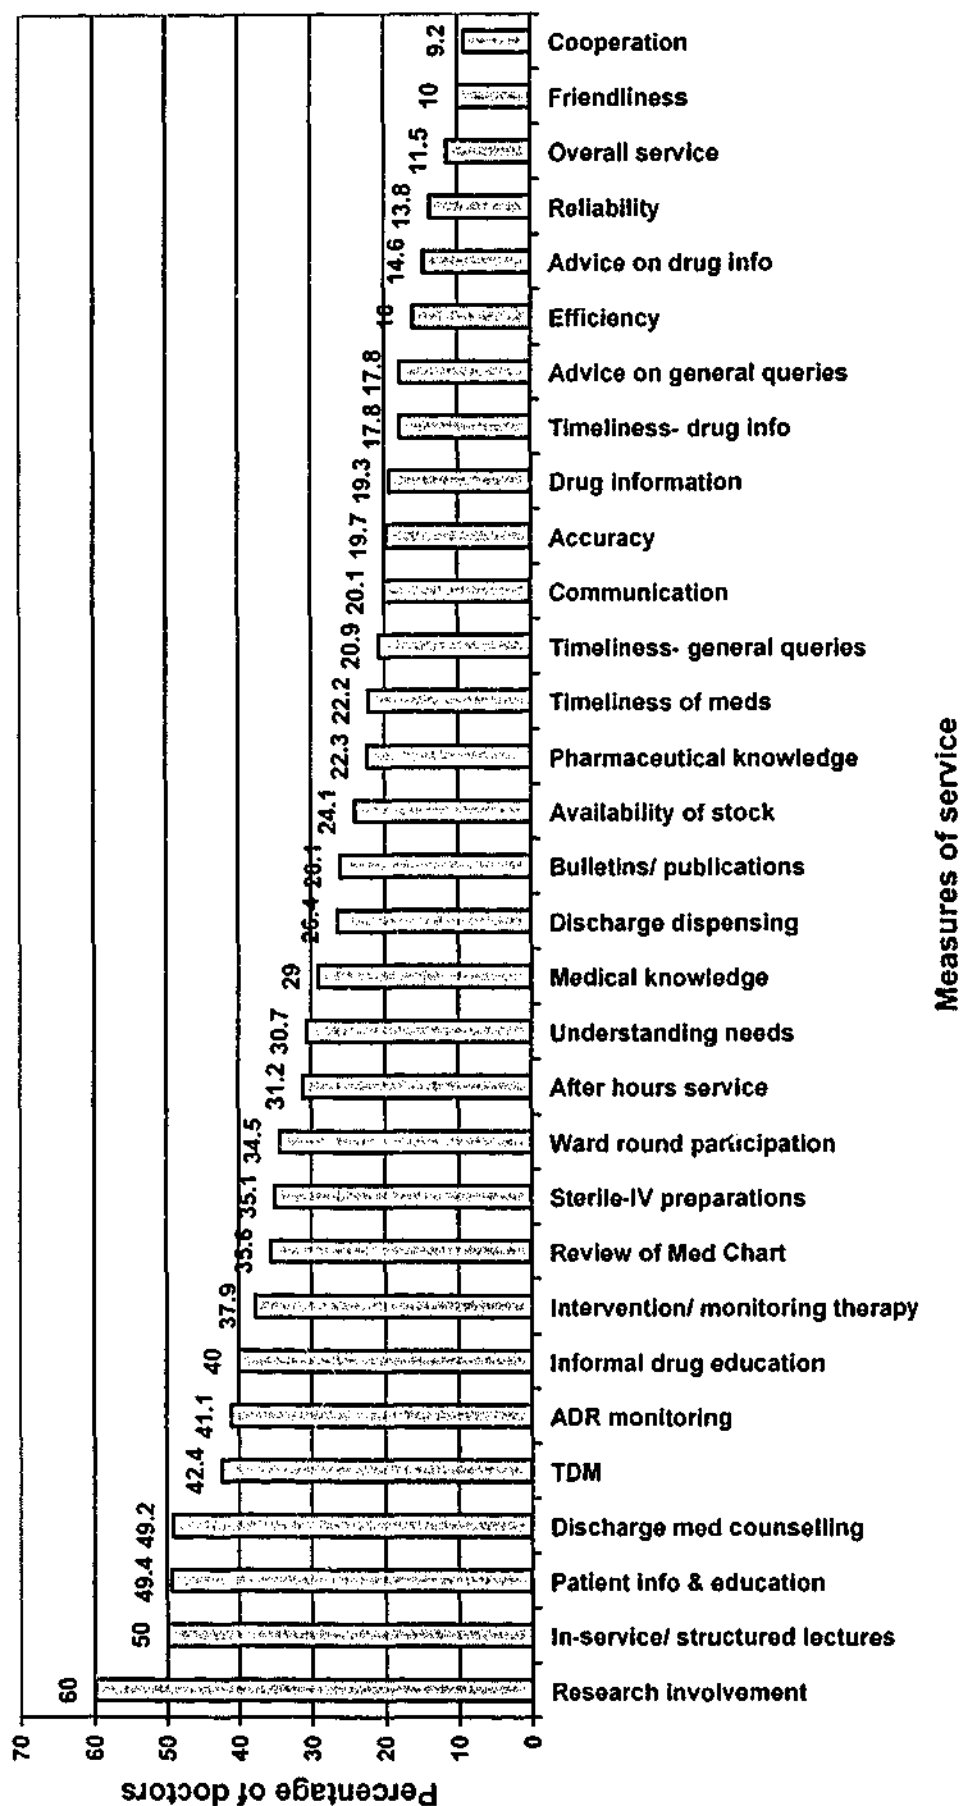 9.2
Cooperation
10
Friendliness
11.5
Overall service
13.8
Reliability
14.6
Advice on drug info
16
Efficiency
17.8
Advice on general queries
17.8
Timeliness- drug info
19.3
Drug information
19.7
Accuracy
20.1
Communication
20.9
Timeliness- general queries
22.2
Timeliness of meds
22.3
Pharmaceutical knowledge
24.1
Availability of stock
26.1
Bulletins/ publications
26.4
Discharge dispensing
29
Medical knowledge
30.7
Understanding needs
31.2
After hours service
34.5
Ward round participation
35.1
Sterile-IV preparations
35.6
Review of Med Chart
37.9
Intervention/ monitoring therapy
40
Informal drug education
41.1
ADR monitoring
42.4
TDM
49.2
Discharge med counselling
49.4
Patient info & education
50
In-service/ structured lectures
60
Research involvement
70
60
50
40
30
20
10
0
Percentage of doctors
Measures of service